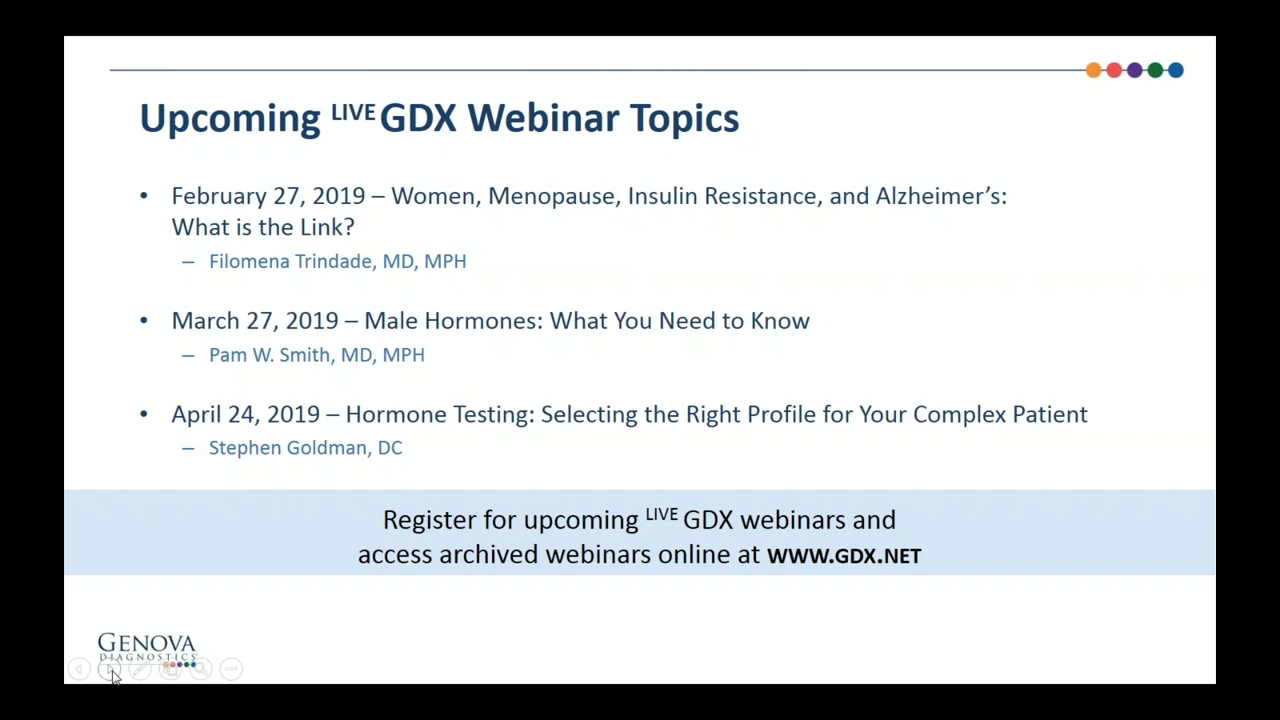 Upcoming LIVE GDX Webinar Topics
• February 27, 2019 – Women, Menopause, Insulin Resistance, and Alzheimer’s:
What is the Link?
– Filomena Trindade, MD, MPH
• March 27, 2019 – Male Hormones: What You Need to Know
– Pam W. Smith, MD, MPH
• April 24, 2019 – Hormone Testing: Selecting the Right Profile for Your Complex Patient
– Stephen Goldman, DC
Register for upcoming LIVE GDX webinars and
access archived webinars online at WWW.GDX.NET
GENOVA
DIAGNOSTICS